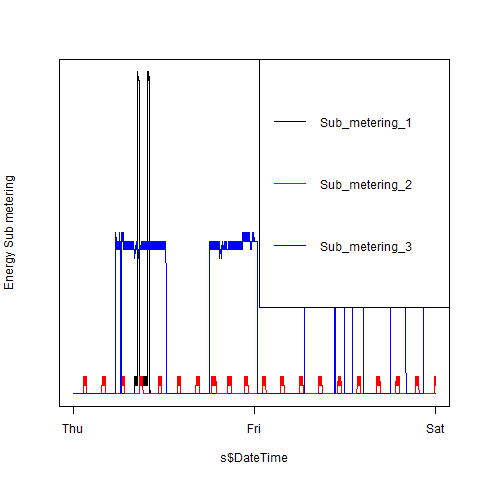 Energy Sub metering
Sub_metering_1
Sub_metering_2
Sub_metering_3
Thu
Fri
Sat
s$DateTime